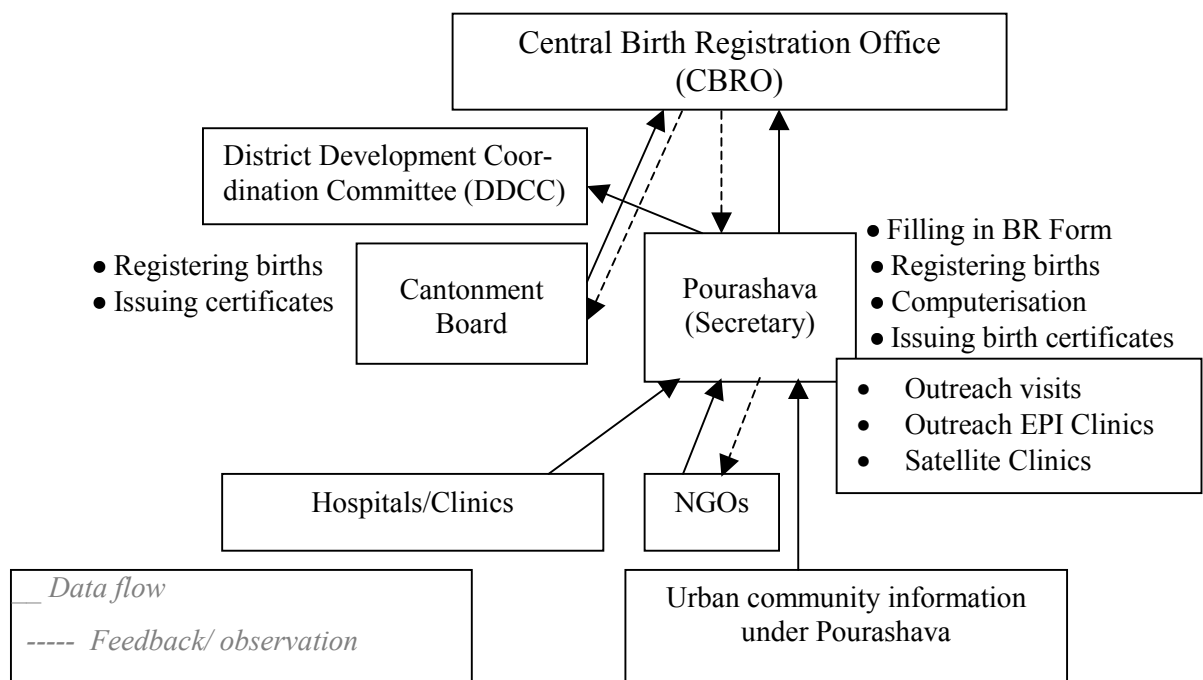 Central Birth Registration Office
(CBRO)
District Development Coor-
dination Committee (DDCC)
● Registering births
● Issuing certificates
Cantonment
Board
Pourashava
(Secretary)
● Filling in BR Form
● Registering births
● Computerisation
● Issuing birth certificates
• Outreach visits
• Outreach EPI Clinics
• Satellite Clinics
Hospitals/Clinics
NGOs
__ Data flow
----- Feedback/ observation
Urban community information
under Pourashava